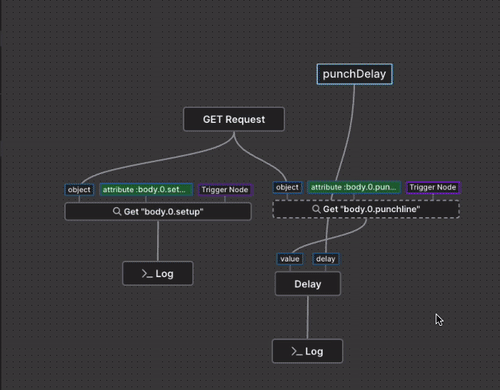 punchDelay
GET Request
object
attribute :body.0.set...
Trigger Node
object
attribute :body.0.pun...
Trigger Node
Get "body.0.setup"
Get "body.0.punchline"
value
delay
>_ Log
Delay
>_ Log